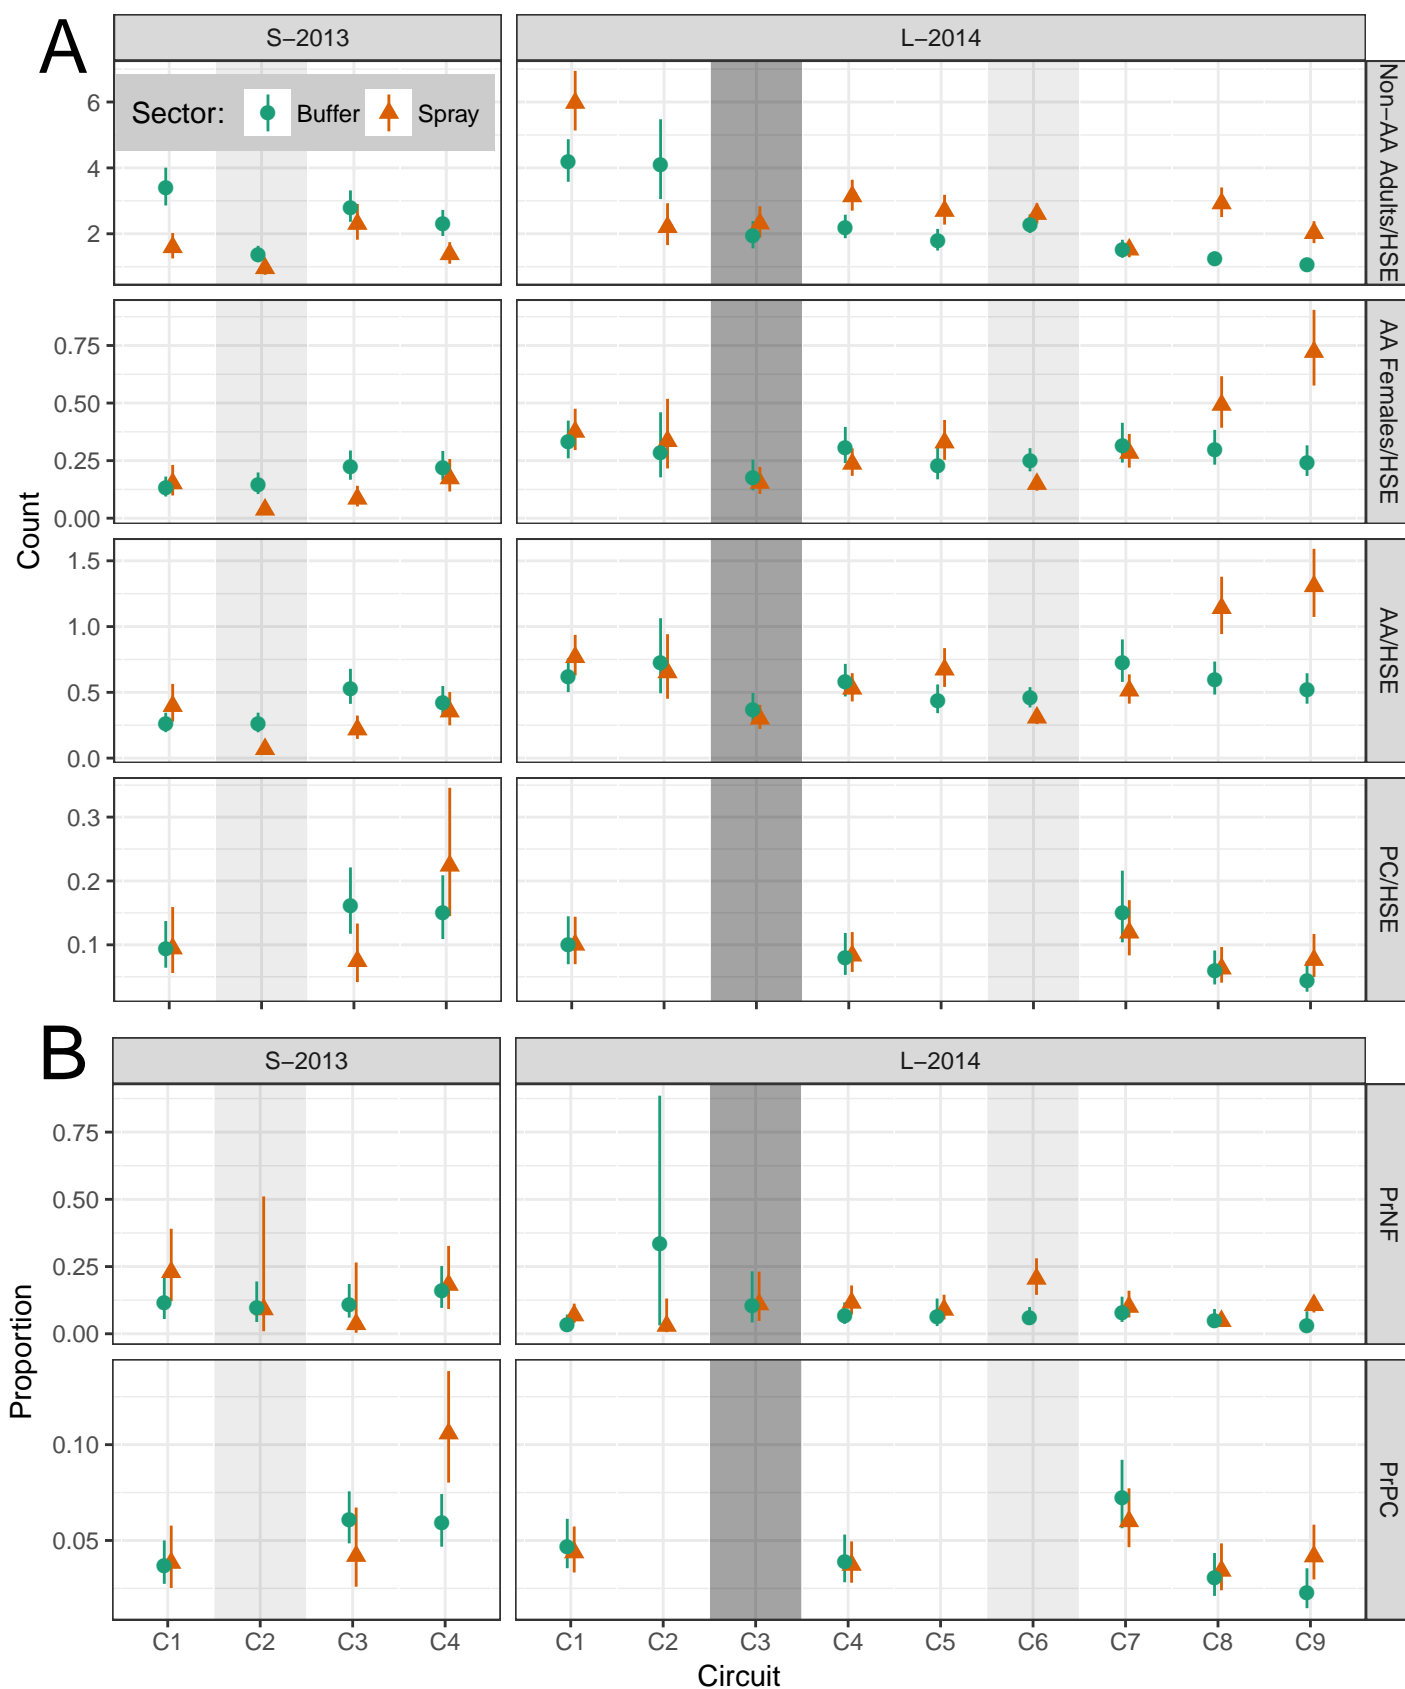 A
S−2013
L−2014
Sector:
Buffer
Spray
6
4
2
Non−AA Adults/HSE
0.75
0.50
0.25
0.00
AA Females/HSE
Count
1.5
1.0
0.5
0.0
AA/HSE
0.3
0.2
0.1
PC/HSE
B
S−2013
L−2014
0.75
0.50
0.25
0.00
PrNF
Proportion
0.10
0.05
PrPC
C1 C2 C3 C4 C1 C2 C3 C4 C5 C6 C7 C8 C9
Circuit